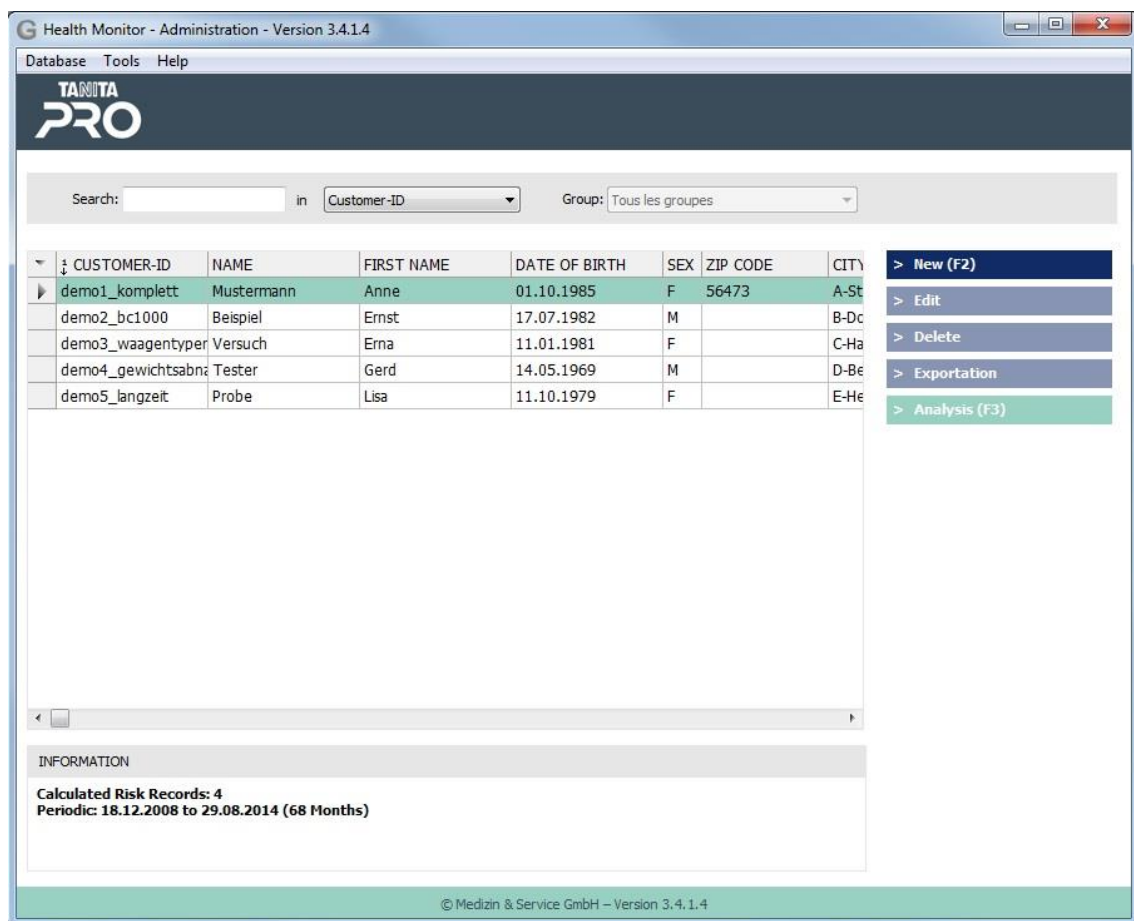 G Health Monitor - Administration - Version 3.4.1.4
Database Tools Help
TANITA
PRO
Search: in Customer-ID Group: Tous les groupes
1 CUSTOMER-ID NAME FIRST NAME DATE OF BIRTH SEX ZIP CODE CITY
demo1_komplett Mustermann Anne 01.10.1985 F 56473 A-St
demo2_bc1000 Beispiel Ernst 17.07.1982 M B-Do
demo3_waagentyper Versuch Erna 11.01.1981 F C-Ha
demo4_gewichtsabna Tester Gerd 14.05.1969 M D-Be
demo5_langzeit Probe Lisa 11.10.1979 F E-He
> New (F2)
> Edit
> Delete
> Exportation
> Analysis (F3)
INFORMATION
Calculated Risk Records: 4
Periodic: 18.12.2008 to 29.08.2014 (68 Months)
© Medizin & Service GmbH – Version 3.4.1.4